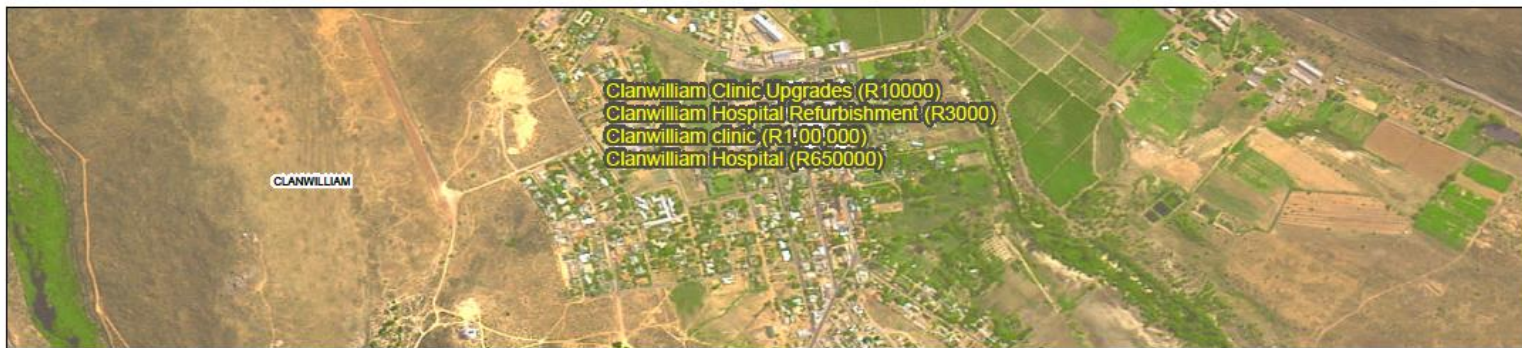 Clanwilliam Clinic Upgrades (R10000)
Clanwilliam Hospital Refurbishment (R3000)
Clanwilliam clinic (R1,00,000)
Clanwilliam Hospital (R650000)
CLANWILLIAM